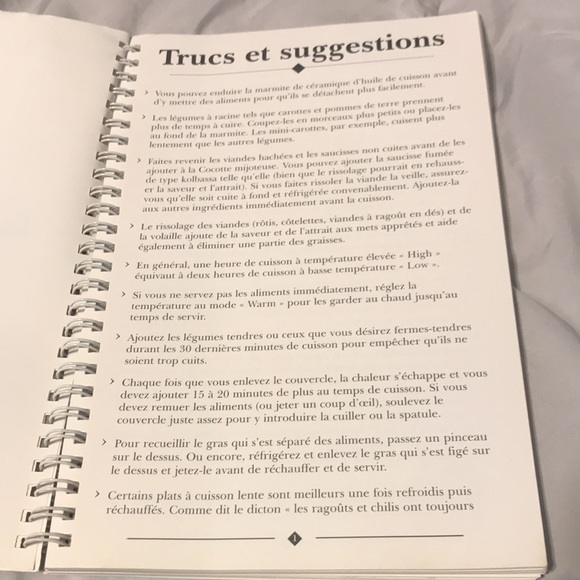 Trucs et suggestions
› Vous pouvez enduire la marmite de céramique d'huile de cuisson avant
d'y mettre des aliments pour qu'ils se détachent plus facilement.
› Les légumes à racine tels que carottes et pommes de terre prennent
plus de temps à cuire. Coupez-les en morceaux plus petits ou placez-les
au fond de la marmite. Les mini-carottes, par exemple, cuisent plus
lentement que les autres légumes.
› Faites revenir les viandes hachées et les saucisses non cuites avant de les
ajouter à la Cocotte mijoteuse. Vous pouvez ajouter la saucisse fumée
de type kolbassa telle qu'elle (bien que le rissolage pourrait en rehauss-
er la saveur et l'attrait). Si vous faites rissoler la viande la veille, assurez-
vous qu'elle soit cuite à fond et réfrigérée convenablement. Ajoutez-la
aux autres ingrédients immédiatement avant la cuisson.
› Le rissolage des viandes (rôtis, côtelettes, viandes à ragoût en dés) et de
la volaille ajoute de la saveur et de l'attrait aux mets apprêtés et aide
également à éliminer une partie des graisses.
› En général, une heure de cuisson à température élevée « High »
équivaut à deux heures de cuisson à basse température « Low ».
› Si vous ne servez pas les aliments immédiatement, réglez la
température au mode « Warm » pour les garder au chaud jusqu'au
temps de servir.
› Ajoutez les légumes tendres ou ceux que vous désirez fermes-tendres
durant les 30 dernières minutes de cuisson pour empêcher qu'ils ne
soient trop cuits.
› Chaque fois que vous enlevez le couvercle, la chaleur s'échappe et vous
devez ajouter 15 à 20 minutes de plus au temps de cuisson. Si vous
devez remuer les aliments (ou jeter un coup d'œil), soulevez le
couvercle juste assez pour y introduire la cuiller ou la spatule.
› Pour recueillir le gras qui s'est séparé des aliments, passez un pinceau
sur le dessus. Ou encore, réfrigérez et enlevez le gras qui s'est figé sur
le dessus et jetez-le avant de réchauffer et de servir.
› Certains plats à cuisson lente sont meilleurs une fois refroidis puis
réchauffés. Comme dit le dicton « les ragoûts et chilis ont toujours
1